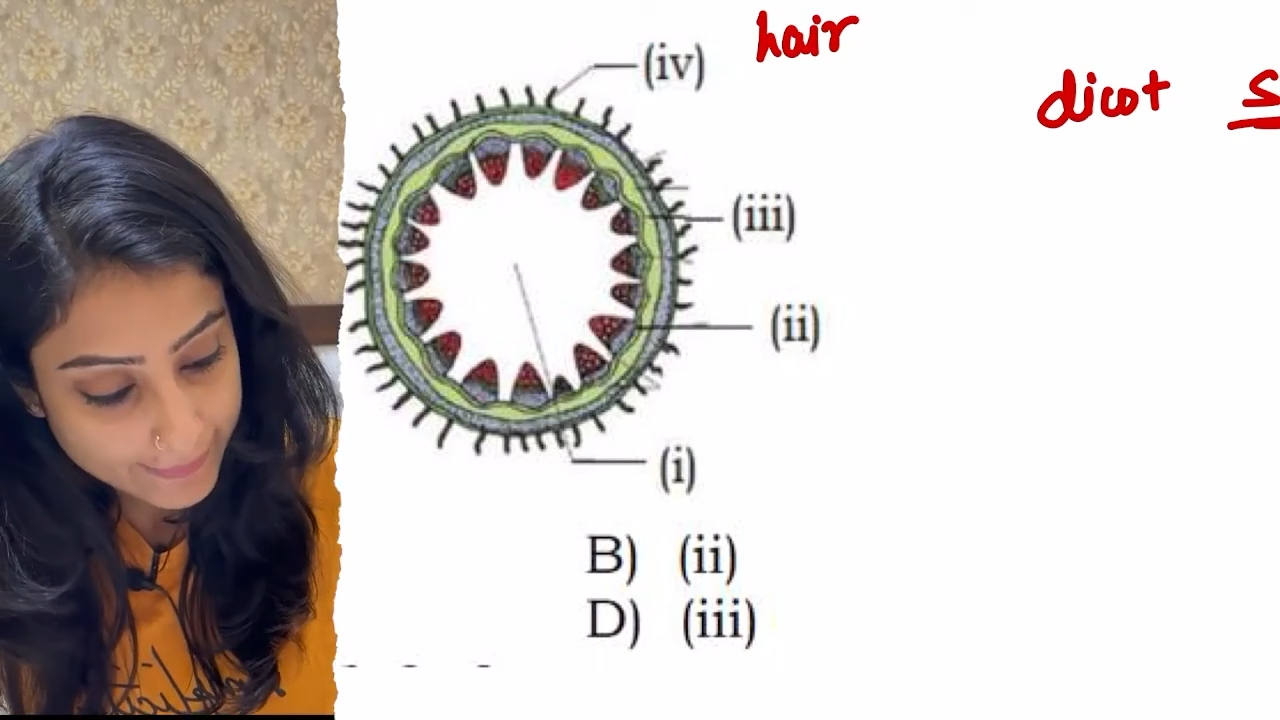 hair
(iv)
dicot S
(iii)
(ii)
(i)
B) (ii)
D) (iii)